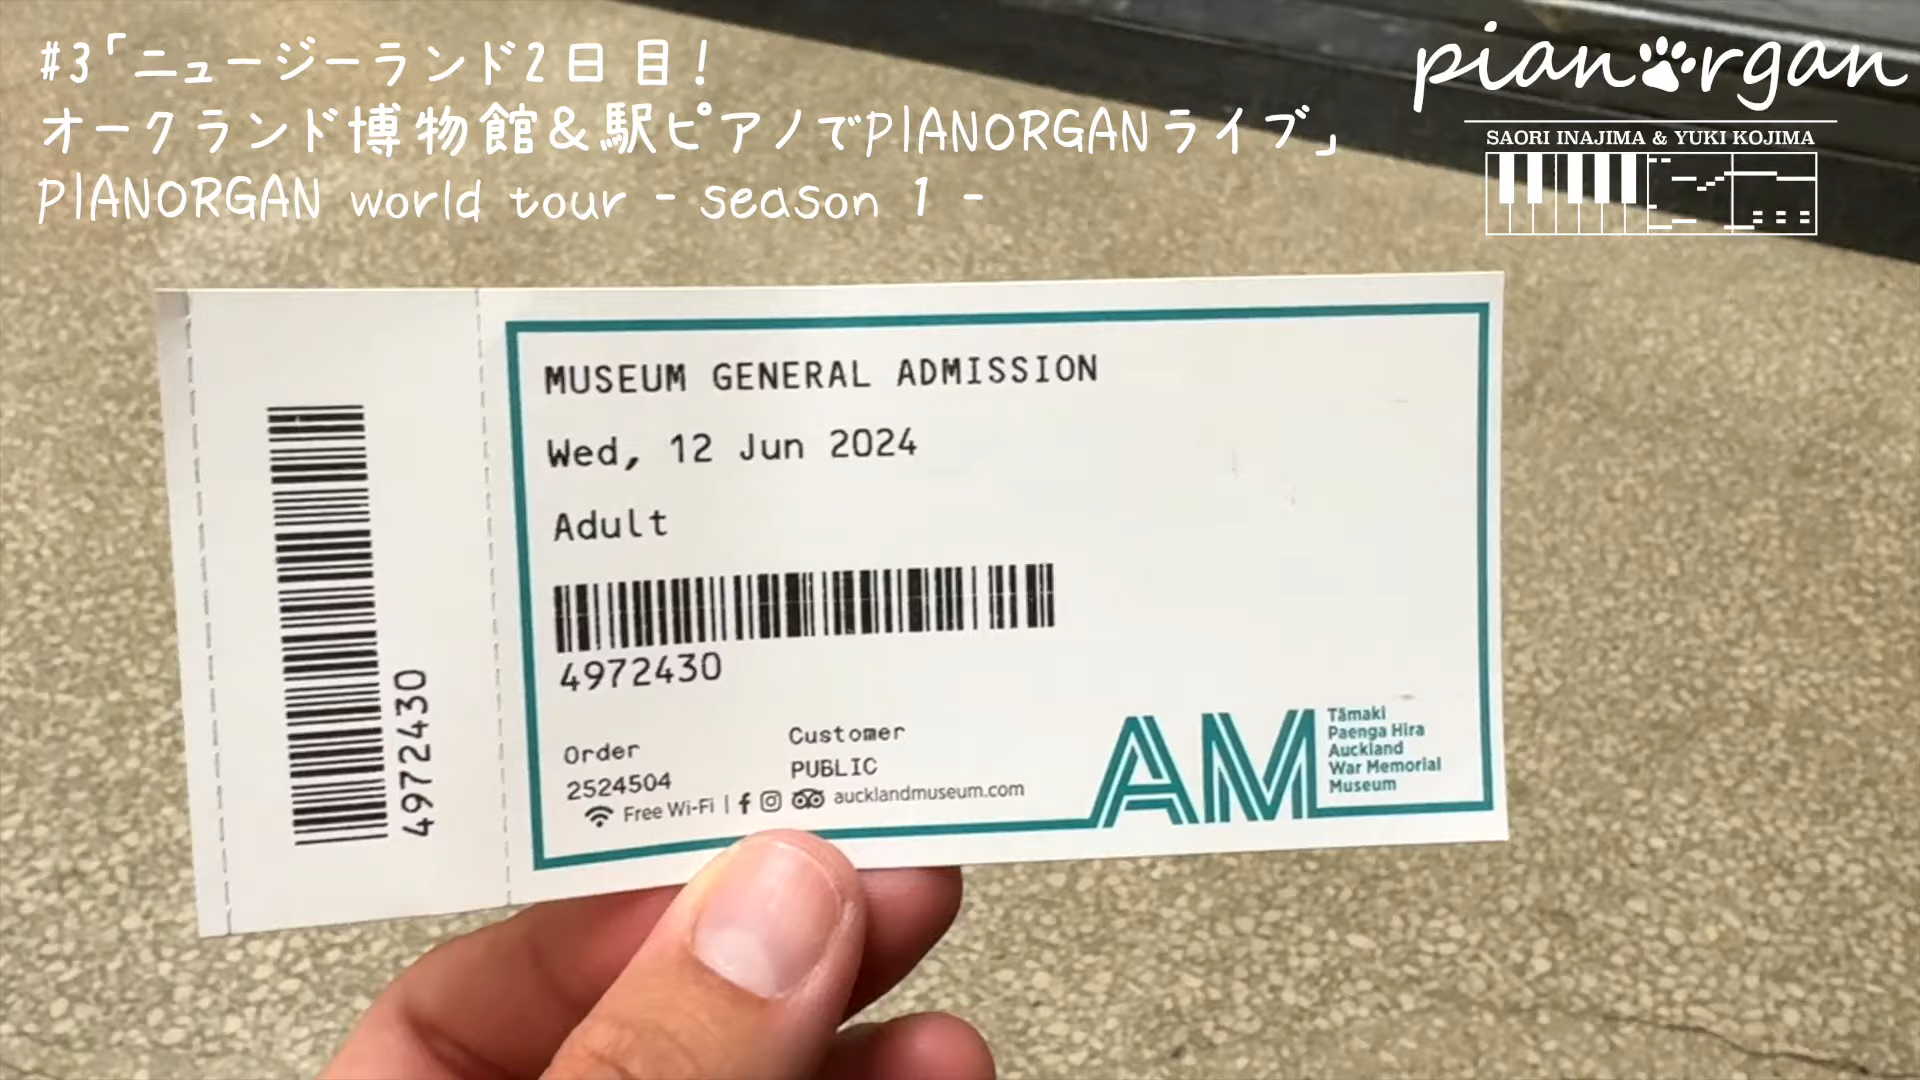 #3「ニュージーランド2日目!
オークランド博物館&駅ピアノでPIANORGANライブ」
PIANORGAN world tour - season 1 -
pianorgan
SAORI INAJIMA & YUKI KOJIMA
MUSEUM GENERAL ADMISSION
Wed, 12 Jun 2024
Adult
4972430
4972430
Order
2524504
Customer
PUBLIC
Free Wi-Fi | aucklandmuseum.com
AM
Tāmaki
Paenga Hira
Auckland
War Memorial
Museum